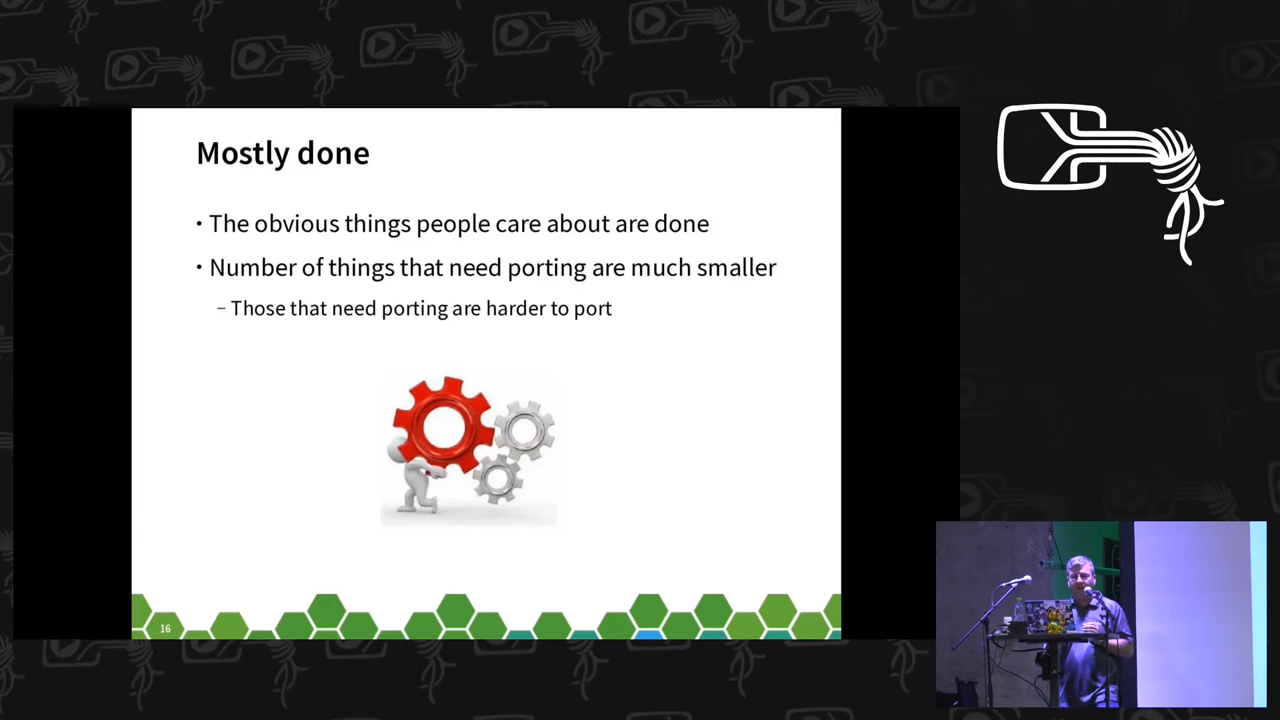 Mostly done
• The obvious things people care about are done
• Number of things that need porting are much smaller
– Those that need porting are harder to port
16